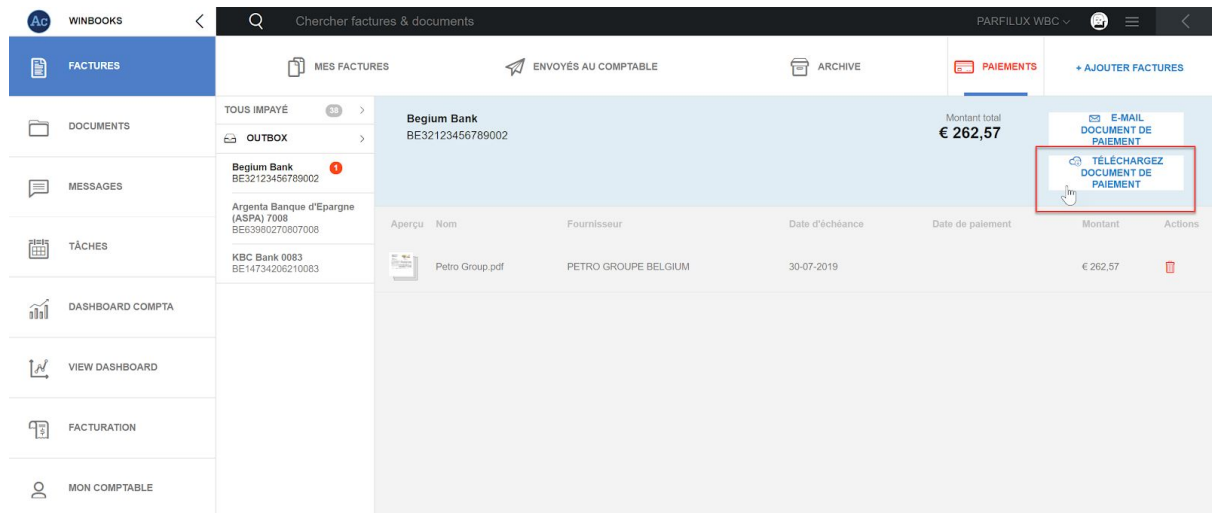 Ac WINBOOKS
Chercher factures & documents
PARFILUX WBC
FACTURES
MES FACTURES
ENVOYÉS AU COMPTABLE
ARCHIVE
PAIEMENTS
+ AJOUTER FACTURES
DOCUMENTS
MESSAGES
TÂCHES
DASHBOARD COMPTA
VIEW DASHBOARD
FACTURATION
MON COMPTABLE
TOUS IMPAYÉ 38
OUTBOX
Begium Bank 1
BE32123456789002
Argenta Banque d'Epargne
(ASPA) 7008
BE63980270807008
KBC Bank 0083
BE14734206210083
Begium Bank
BE32123456789002
Montant total
€ 262,57
E-MAIL
DOCUMENT DE
PAIEMENT
TÉLÉCHARGEZ
DOCUMENT DE
PAIEMENT
Aperçu Nom Fournisseur Date d'échéance Date de paiement Montant Actions
Petro Group.pdf PETRO GROUPE BELGIUM 30-07-2019 € 262,57